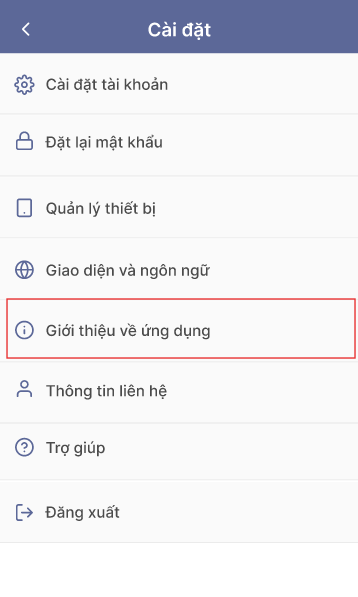 Cài đặt
Cài đặt tài khoản
Đặt lại mật khẩu
Quản lý thiết bị
Giao diện và ngôn ngữ
Giới thiệu về ứng dụng
Thông tin liên hệ
Trợ giúp
Đăng xuất